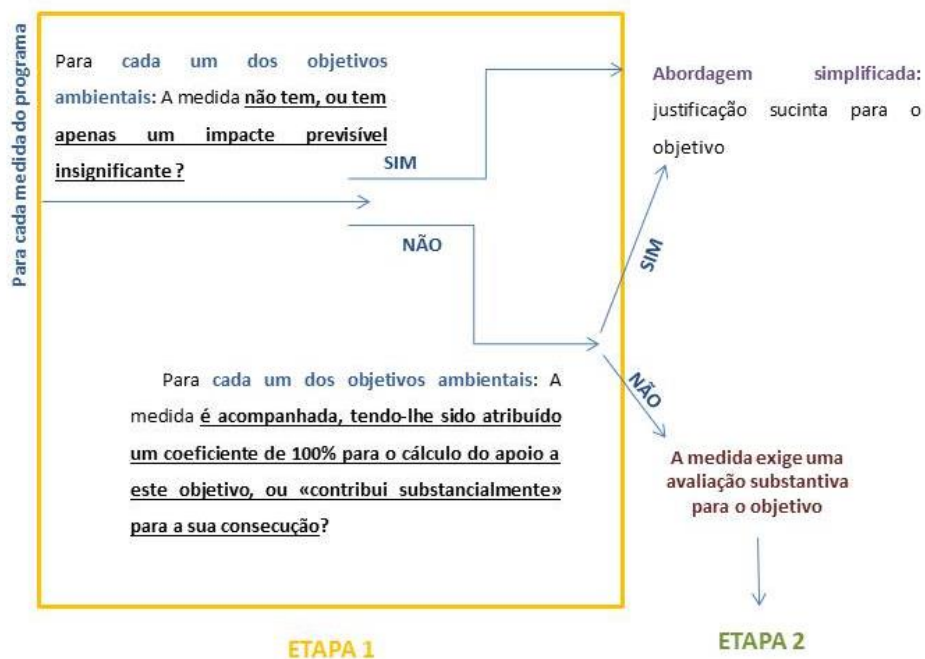 Para cada medida do programa
Para cada um dos objetivos
ambientais: A medida não tem, ou tem
apenas um impacte previsível
insignificante ?
SIM
NÃO
Abordagem simplificada:
justificação sucinta para o
objetivo
SIM
NÃO
Para cada um dos objetivos ambientais: A
medida é acompanhada, tendo-lhe sido atribuído
um coeficiente de 100% para o cálculo do apoio a
este objetivo, ou «contribui substancialmente»
para a sua consecução?
A medida exige uma
avaliação substantiva
para o objetivo
ETAPA 1
ETAPA 2